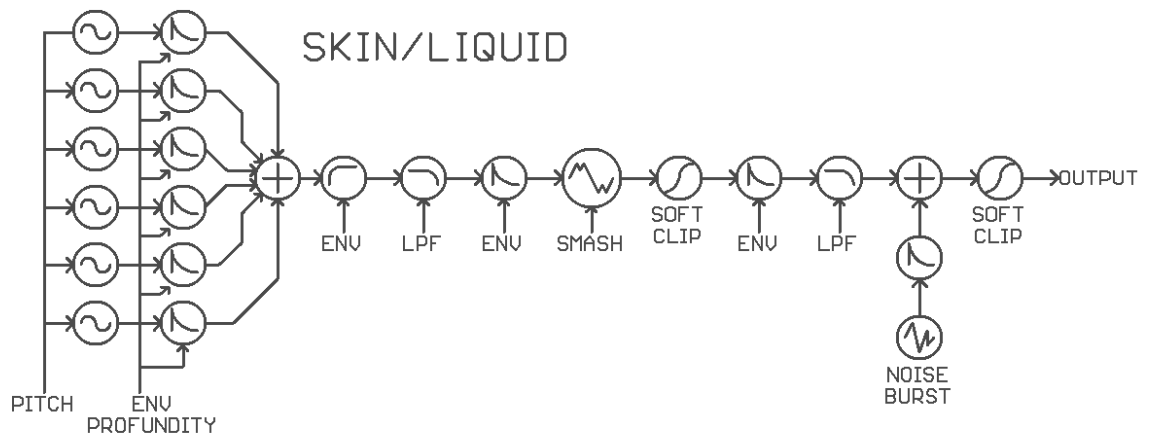 SKIN/LIQUID
OUTPUT
ENV
LPF
ENV
SMASH
SOFT
CLIP
ENV
LPF
SOFT
CLIP
NOISE
BURST
PITCH
ENV
PROFUNDITY